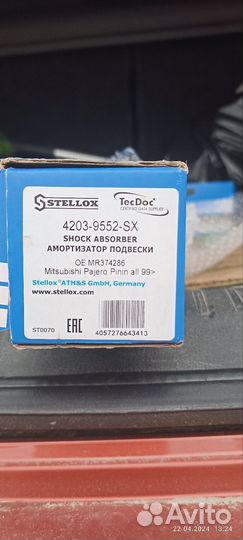 STELLOX
TecDoc
CERTIFIED DATA SUPPLIER
4203-9552-SX
SHOCK ABSORBER
АМОРТИЗАТОР ПОДВЕСКИ
OE MR374286
Mitsubishi Pajero Pinin all 99>
Stellox® ATH&S GmbH, Germany
www.stellox.com
ST0070
EAC
4057276643413
Avito
22.04.2024 13:24